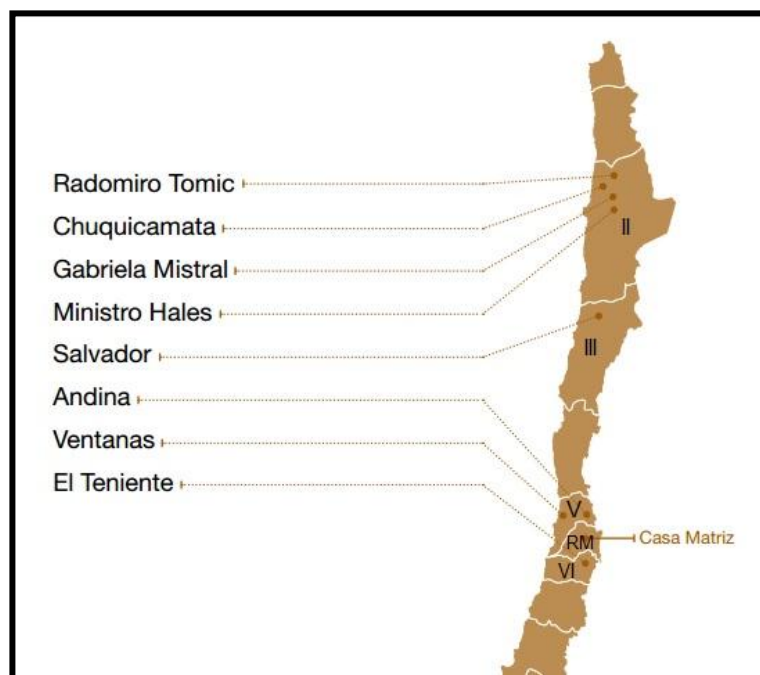 Radomiro Tomic
Chuquicamata
Gabriela Mistral
Ministro Hales
Salvador
Andina
Ventanas
El Teniente
II
III
V
RM
VI
Casa Matriz